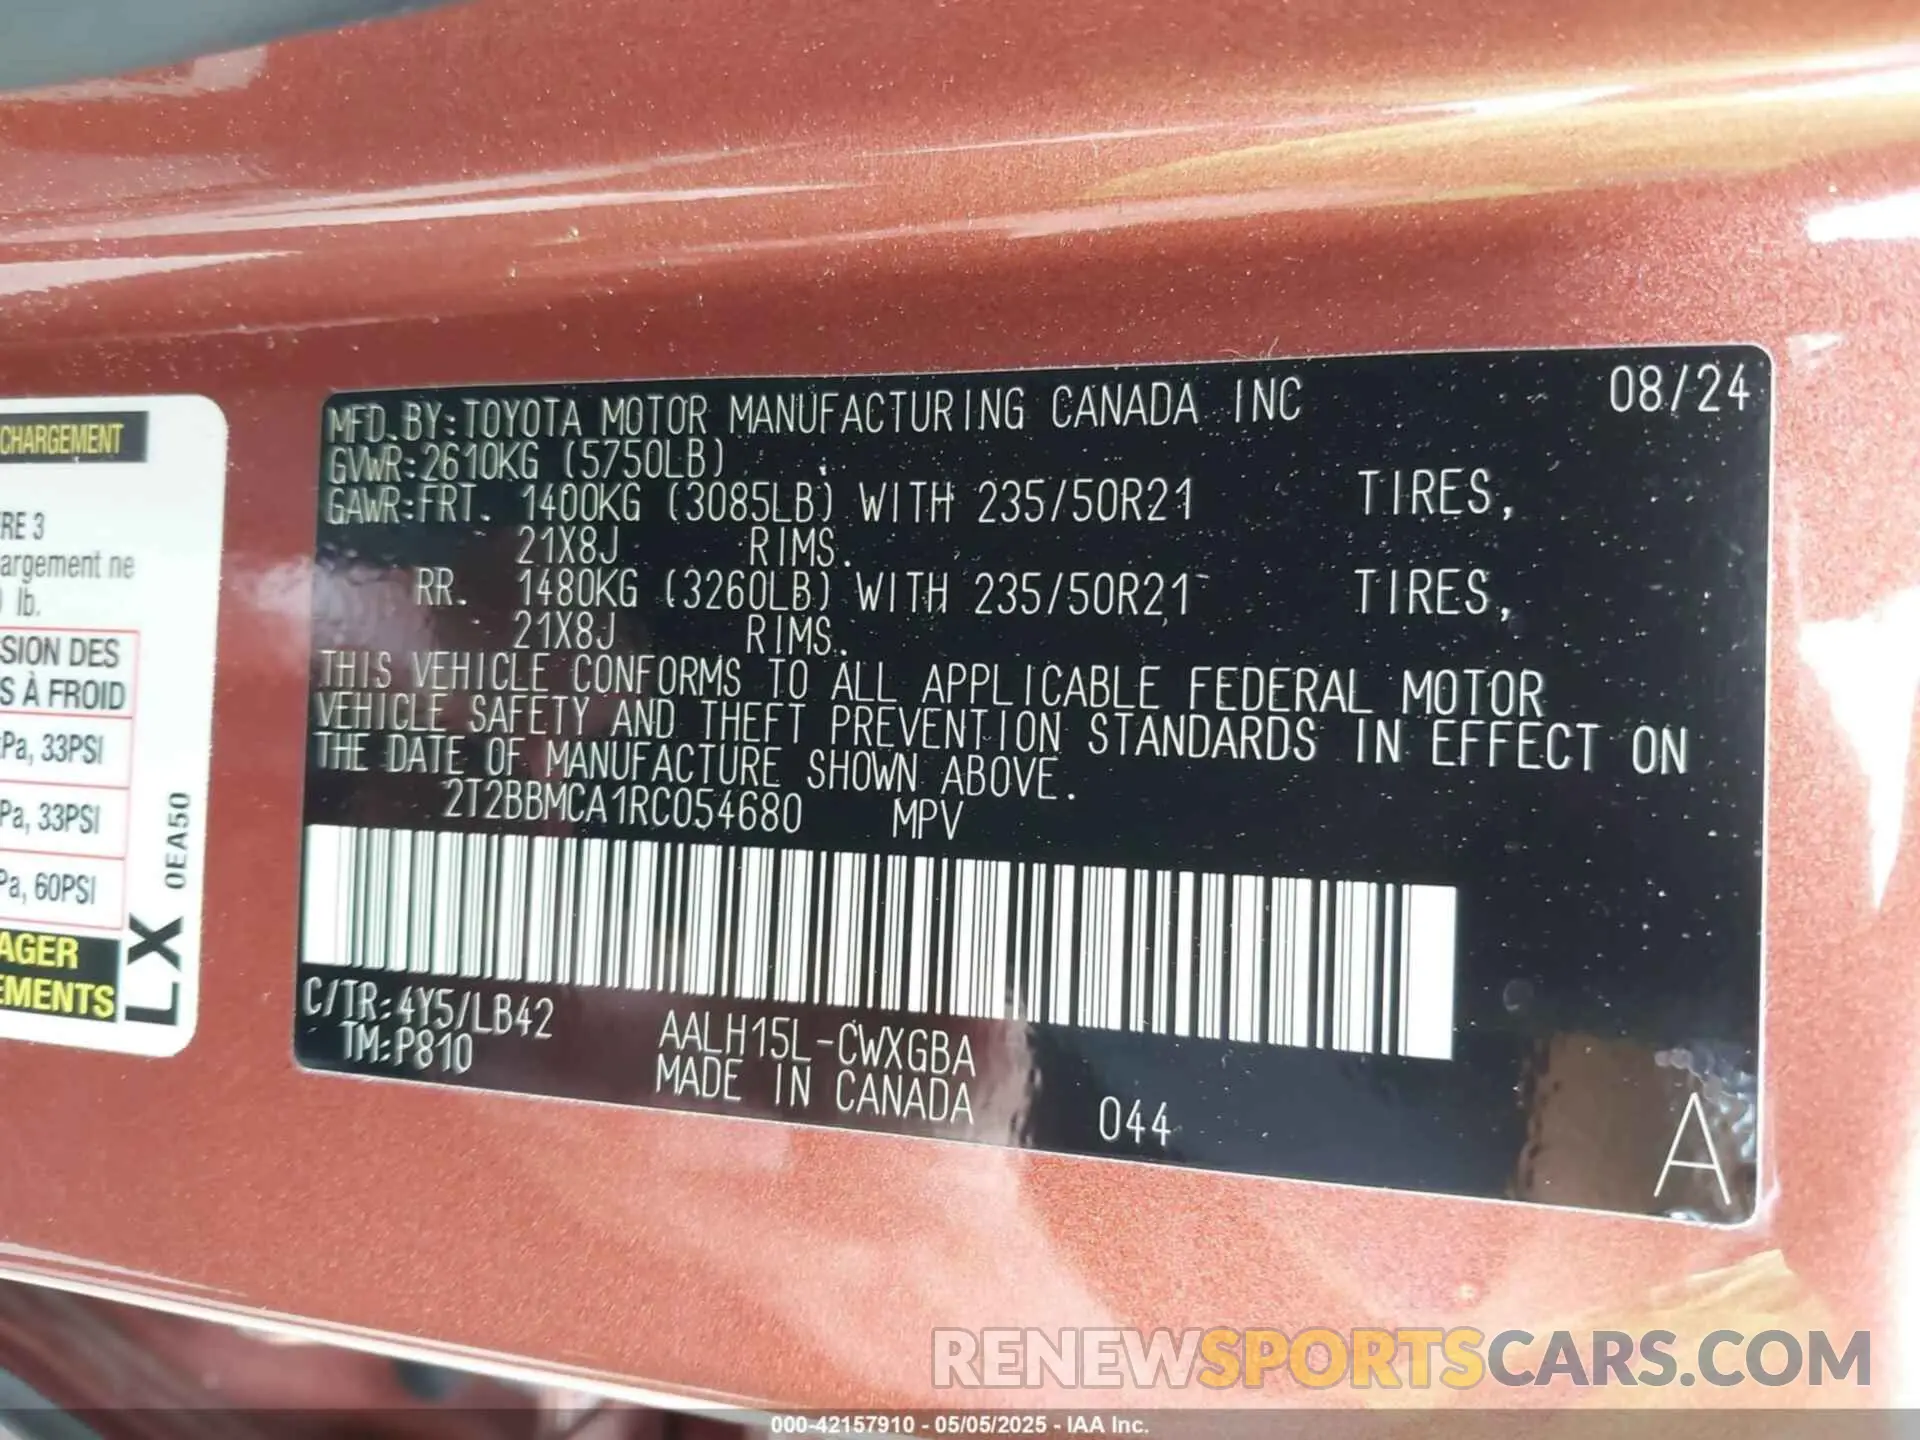 MFD. BY:TOYOTA MOTOR MANUFACTURING CANADA INC 08/24
GVWR:2610KG (5750LB)
GAWR:FRT. 1400KG (3085LB) WITH 235/50R21 TIRES,
21X8J RIMS.
RR. 1480KG (3260LB) WITH 235/50R21 TIRES,
21X8J RIMS.
THIS VEHICLE CONFORMS TO ALL APPLICABLE FEDERAL MOTOR
VEHICLE SAFETY AND THEFT PREVENTION STANDARDS IN EFFECT ON
THE DATE OF MANUFACTURE SHOWN ABOVE.
2T2BBMCA1RC054680 MPV
C/TR:4Y5/LB42 AALH15L-CWXGBA
TM:P810 MADE IN CANADA
044
A
CHARGEMENT
RE 3
argement ne
lb.
SION DES
S À FROID
Pa, 33PSI
Pa, 33PSI
Pa, 60PSI
AGER
EMENTS
LX 0EA50
RENEWSPORTSCARS.COM
000-42157910 - 05/05/2025 - IAA Inc.